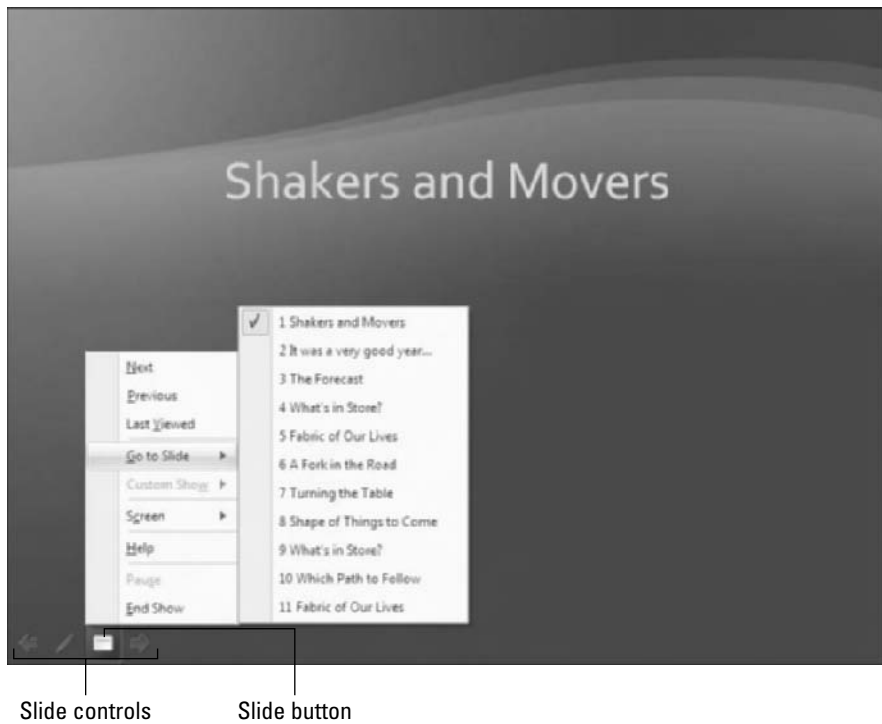 Shakers and Movers
1 Shakers and Movers
2 It was a very good year...
3 The Forecast
4 What's in Store?
5 Fabric of Our Lives
6 A Fork in the Road
7 Turning the Table
8 Shape of Things to Come
9 What's in Store?
10 Which Path to Follow
11 Fabric of Our Lives
Next
Previous
Last Viewed
Go to Slide
Custom Show
Screen
Help
Pause
End Show
Slide controls
Slide button